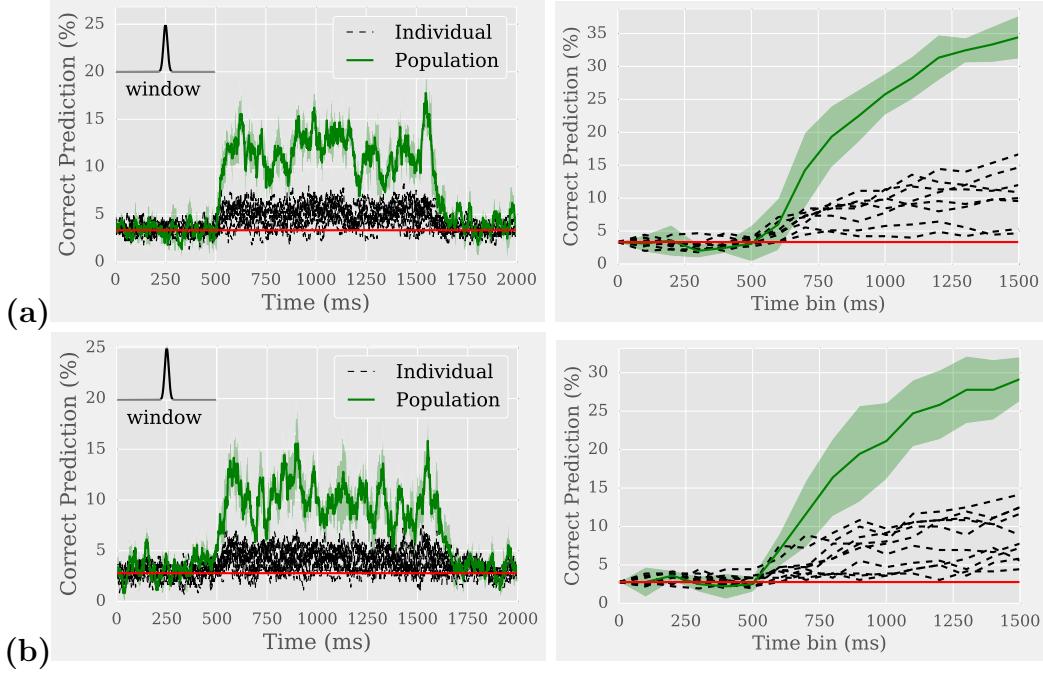 (a)
Correct Prediction (%)
25
20
15
10
5
0
window
Individual
Population
0 250 500 750 1000 1250 1500 1750 2000
Time (ms)
Correct Prediction (%)
35
30
25
20
15
10
5
0
0 250 500 750 1000 1250 1500
Time bin (ms)
(b)
Correct Prediction (%)
25
20
15
10
5
0
window
Individual
Population
0 250 500 750 1000 1250 1500 1750 2000
Time (ms)
Correct Prediction (%)
30
25
20
15
10
5
0
0 250 500 750 1000 1250 1500
Time bin (ms)